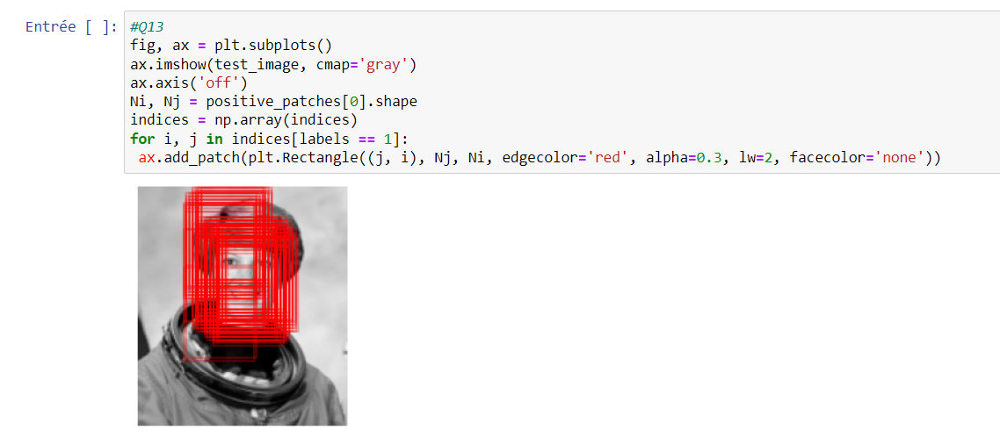 Entrée [ ]: #Q13
fig, ax = plt.subplots()
ax.imshow(test_image, cmap='gray')
ax.axis('off')
Ni, Nj = positive_patches[0].shape
indices = np.array(indices)
for i, j in indices[labels == 1]:
 ax.add_patch(plt.Rectangle((j, i), Nj, Ni, edgecolor='red', alpha=0.3, lw=2, facecolor='none'))